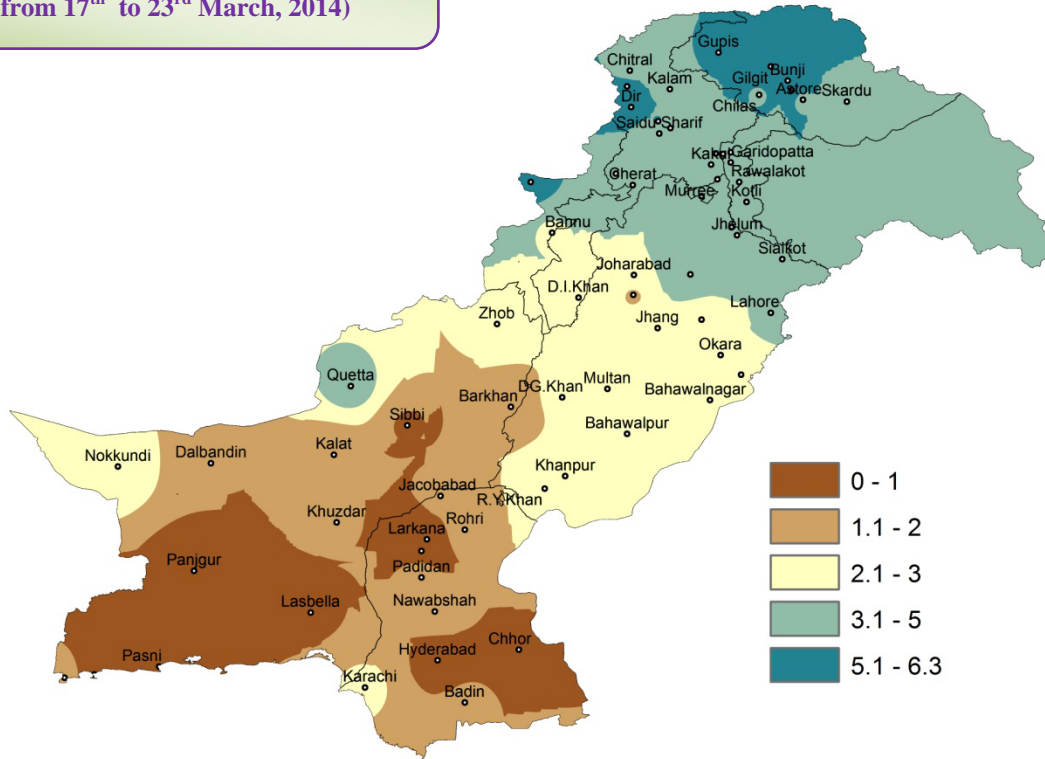 from 17th to 23rd March, 2014)
Gupis
Chitral
Kalam
Bunji
Gilgit
Astore
Skardu
Dir
Chilas
Saidu Sharif
Garidopatta
Cherat
Rawalakot
Murree
Kotli
Bannu
Jhelum
Sialkot
Joharabad
D.I.Khan
Lahore
Zhob
Jhang
Okara
Quetta
DG.Khan
Multan
Bahawalnagar
Barkhan
Sibbi
Bahawalpur
Kalat
Nokkundi
Dalbandin
Khanpur
Jacobabad
R.Y.Khan
Khuzdar
Rohri
Larkana
Panjgur
Padidan
Lasbella
Nawabshah
Chhor
Hyderabad
Pasni
Karachi
Badin
0 - 1
1.1 - 2
2.1 - 3
3.1 - 5
5.1 - 6.3